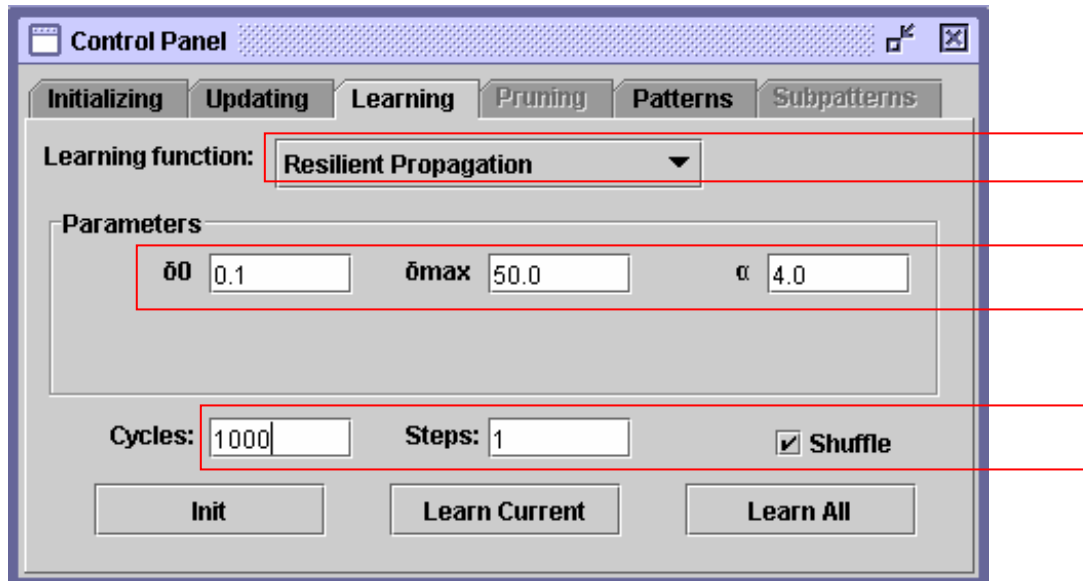 Control Panel
Initializing Updating Learning Pruning Patterns Subpatterns
Learning function: Resilient Propagation
Parameters
δ0 0.1 δmax 50.0 α 4.0
Cycles: 1000 Steps: 1 Shuffle
Init Learn Current Learn All